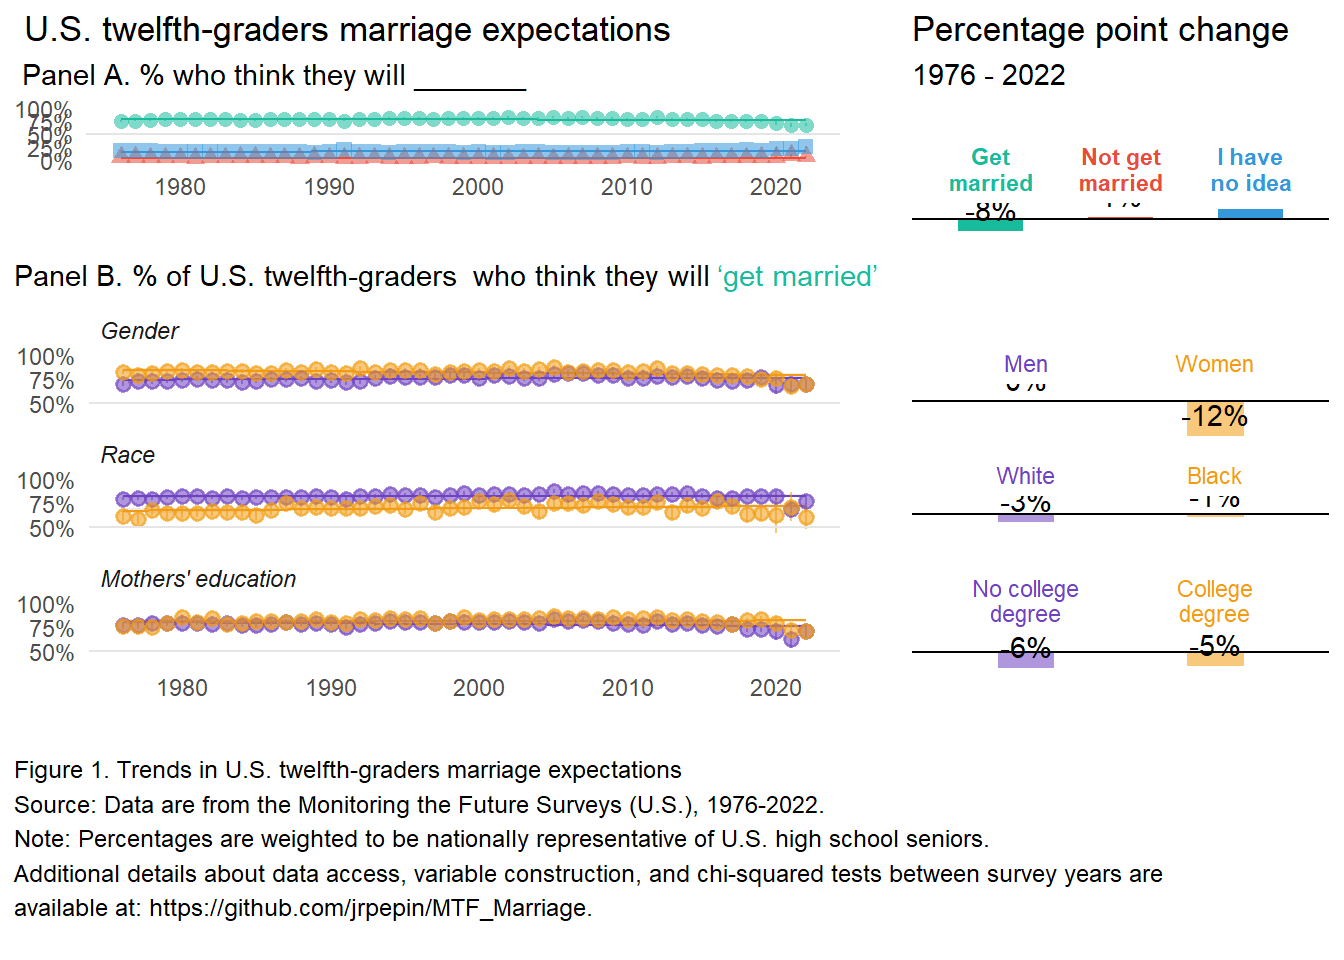 U.S. twelfth-graders marriage expectations
Percentage point change
Panel A. % who think they will _______
1976 - 2022
100%
75%
50%
25%
0%
1980 1990 2000 2010 2020
Get married
Not get married
I have no idea
-8%
Panel B. % of U.S. twelfth-graders  who think they will ‘get married’
Gender
100%
75%
50%
Men Women
-12%
Race
100%
75%
50%
White Black
-3% -1%
Mothers' education
100%
75%
50%
No college degree
College degree
-6% -5%
1980 1990 2000 2010 2020
Figure 1. Trends in U.S. twelfth-graders marriage expectations
Source: Data are from the Monitoring the Future Surveys (U.S.), 1976-2022.
Note: Percentages are weighted to be nationally representative of U.S. high school seniors.
Additional details about data access, variable construction, and chi-squared tests between survey years are
available at: https://github.com/jrpepin/MTF_Marriage.